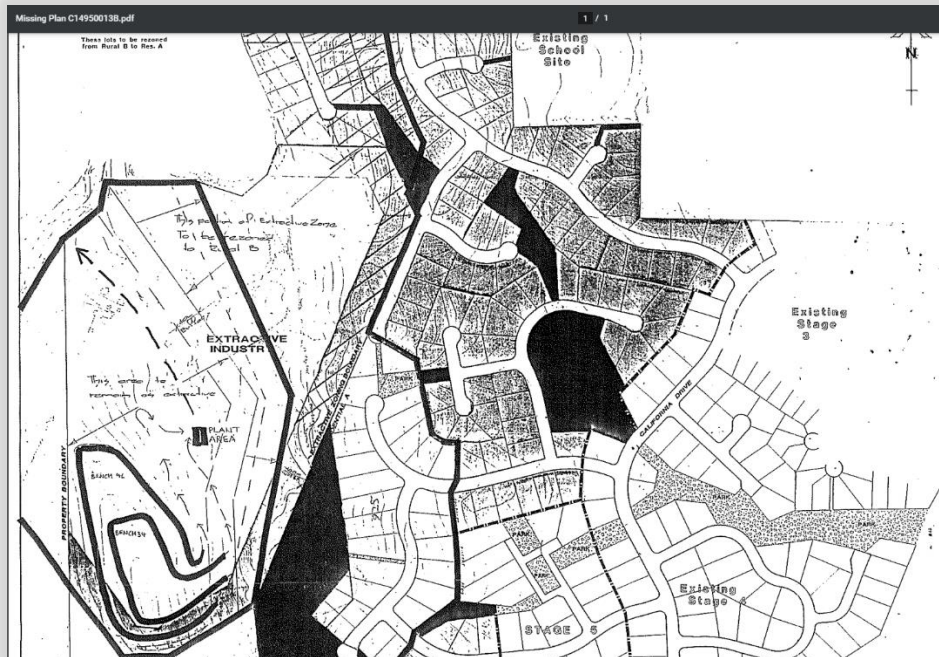 Missing Plan C14950013B.pdf
1 / 1
These lots to be rezoned
from Rural B to Res. A
Existing
School
Site
N
This portion of Extractive Zone
To be rezoned
to Rural B
EXTRACTIVE
INDUSTRY
This area to
remain as extractive
PLANT
AREA
BENCH 42
BENCH 34
PROPERTY BOUNDARY
PARK
CALIFORNIA DRIVE
Existing
Stage
3
PARK
PARK
PARK
PARK
PARK
Existing
Stage 4
STAGE 5